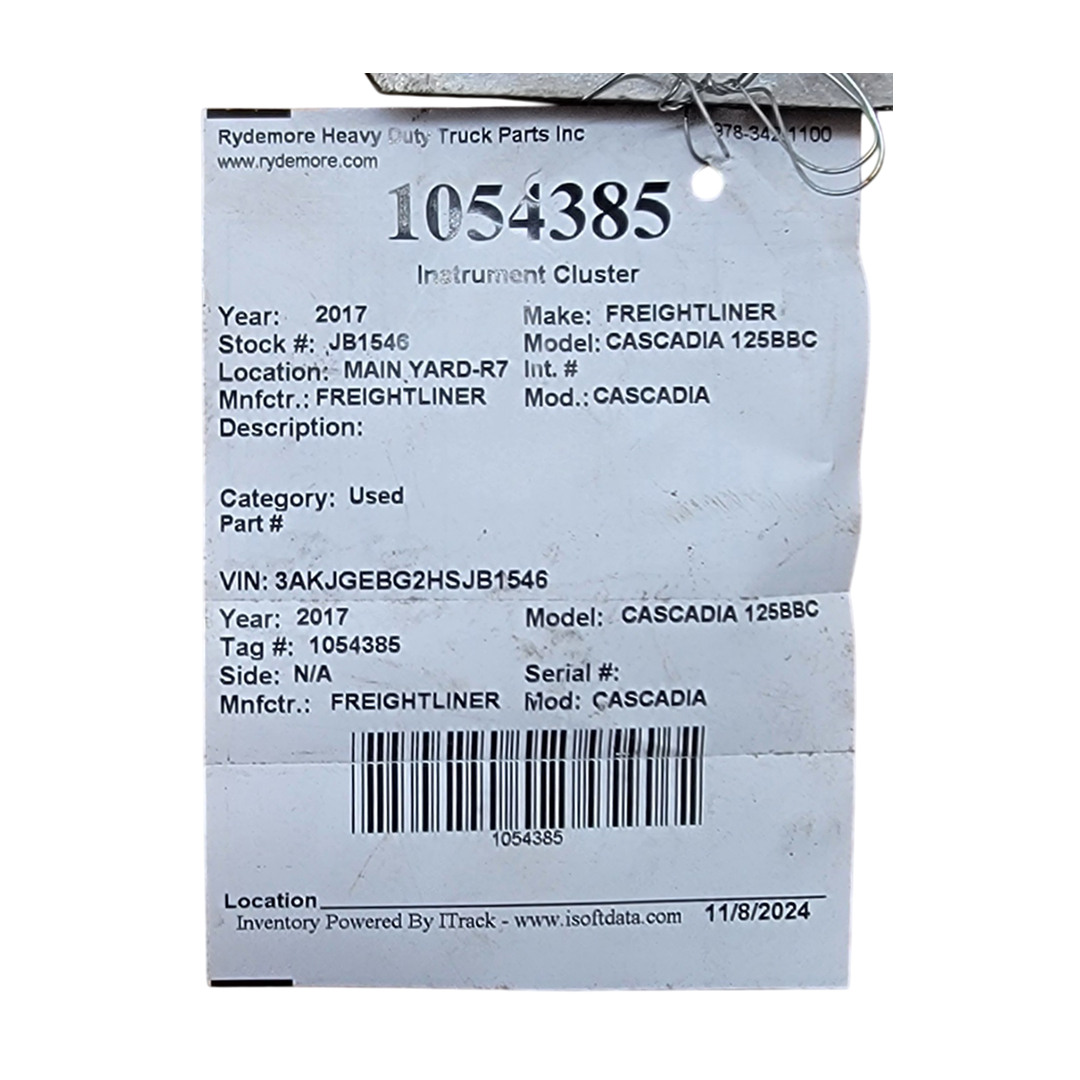 Rydemore Heavy Duty Truck Parts Inc 978-342-1100
www.rydemore.com
1054385
Instrument Cluster
Year: 2017 Make: FREIGHTLINER
Stock #: JB1546 Model: CASCADIA 125BBC
Location: MAIN YARD-R7 Int. #
Mnfctr.: FREIGHTLINER Mod.: CASCADIA
Description:
Category: Used
Part #
VIN: 3AKJGEBG2HSJB1546
Year: 2017 Model: CASCADIA 125BBC
Tag #: 1054385
Side: N/A Serial #:
Mnfctr.: FREIGHTLINER Mod: CASCADIA
1054385
Location
Inventory Powered By ITrack - www.isoftdata.com 11/8/2024